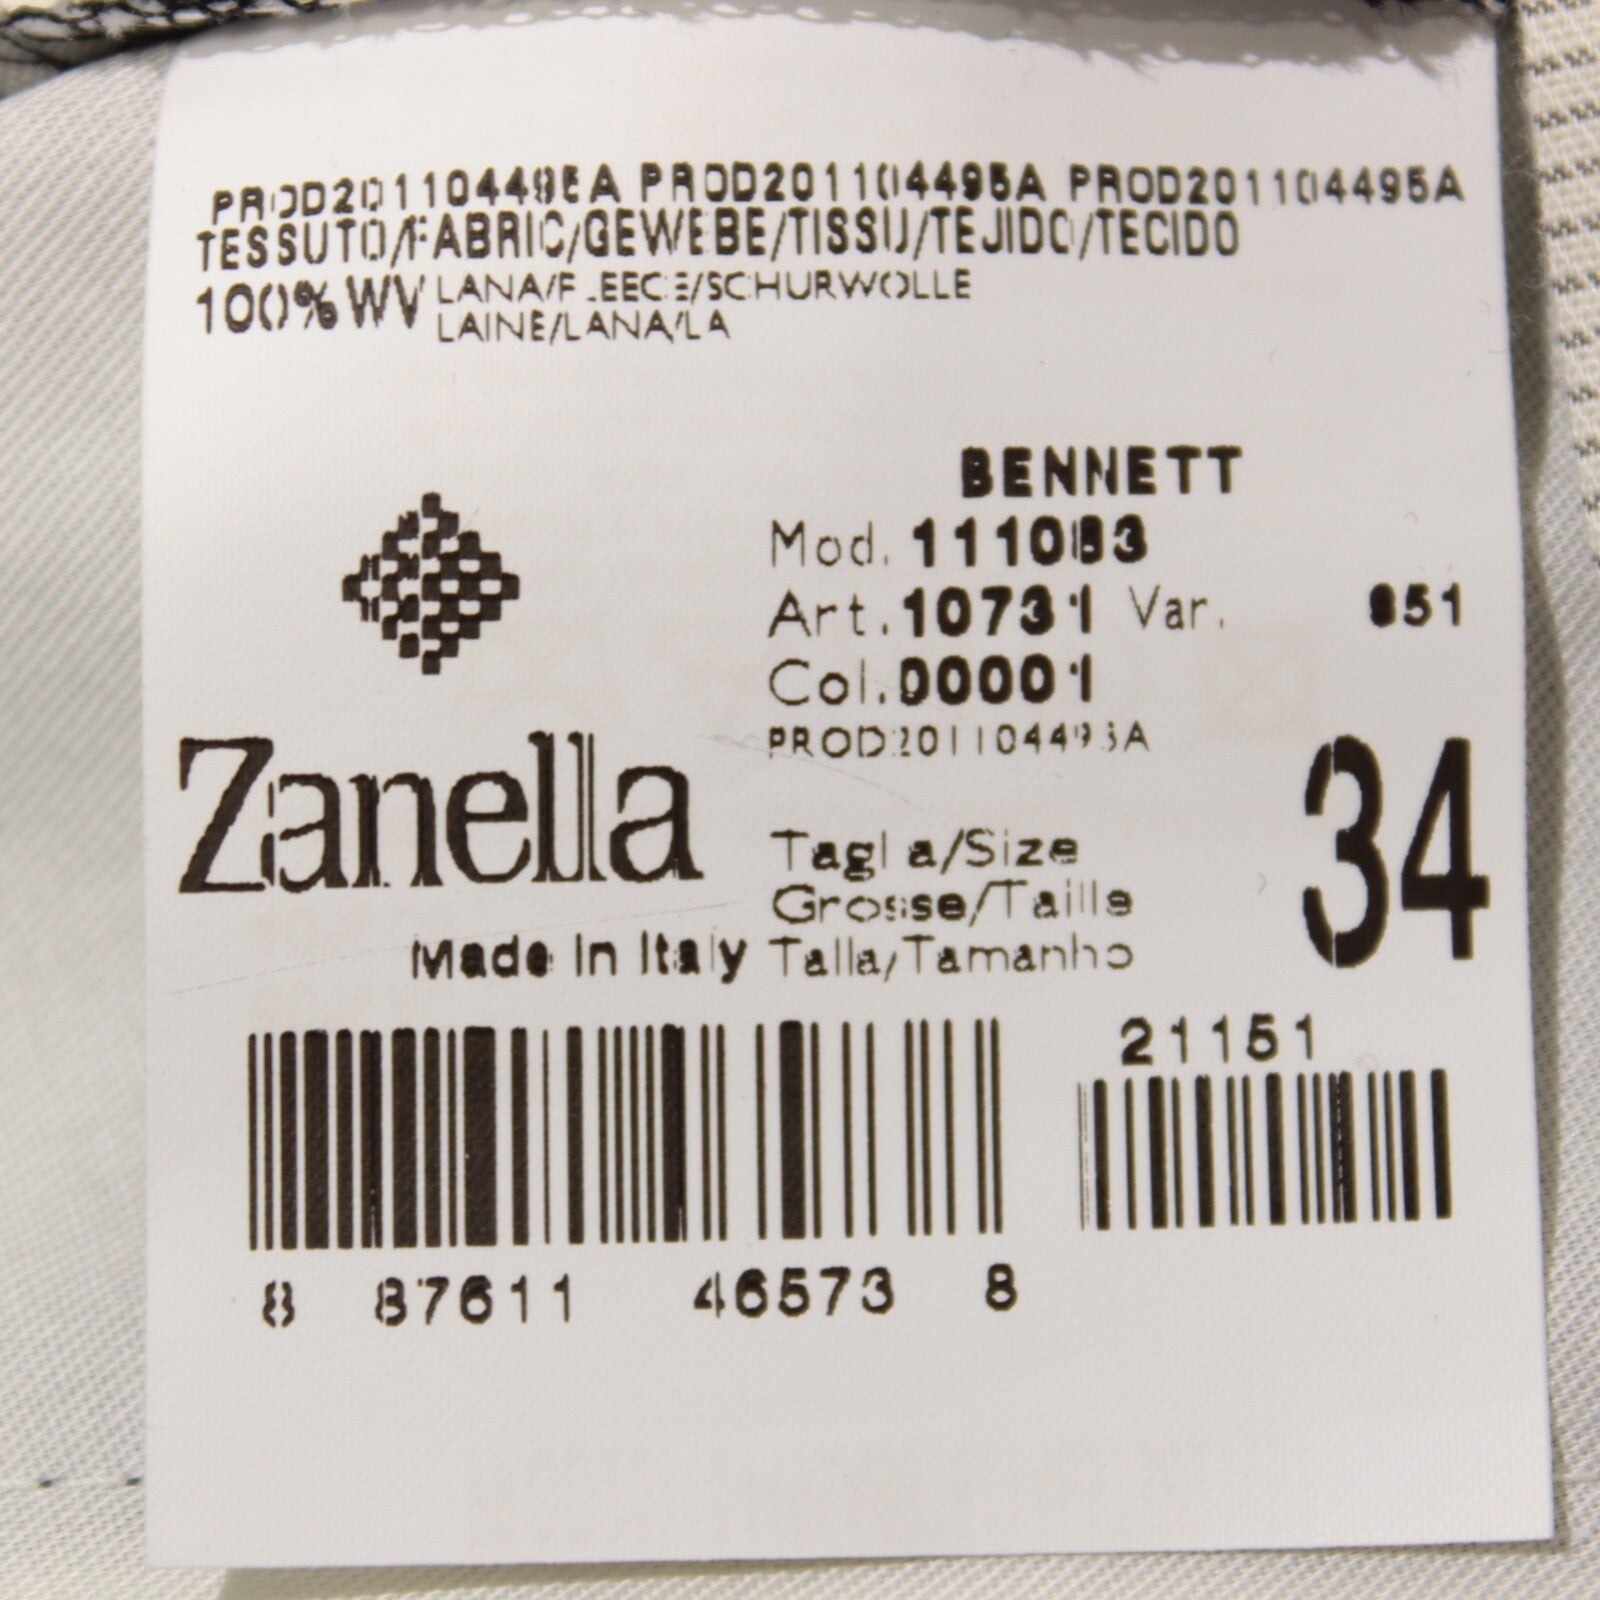 PROD201104495A PROD201104495A PROD201104495A
TESSUTO/FABRIC/GEWEBE/TISSU/TEJIDO/TECIDO
100% WV LANA/FLEECE/SCHURWOLLE
LAINE/LANA/LA
BENNETT
Mod. 111083
Art. 10731 Var. 851
Col. 00001
PROD201104495A
Zanella
Made In Italy
Taglia/Size
Grosse/Taille
Talla/Tamanho
34
21151
8 87611 46573 8